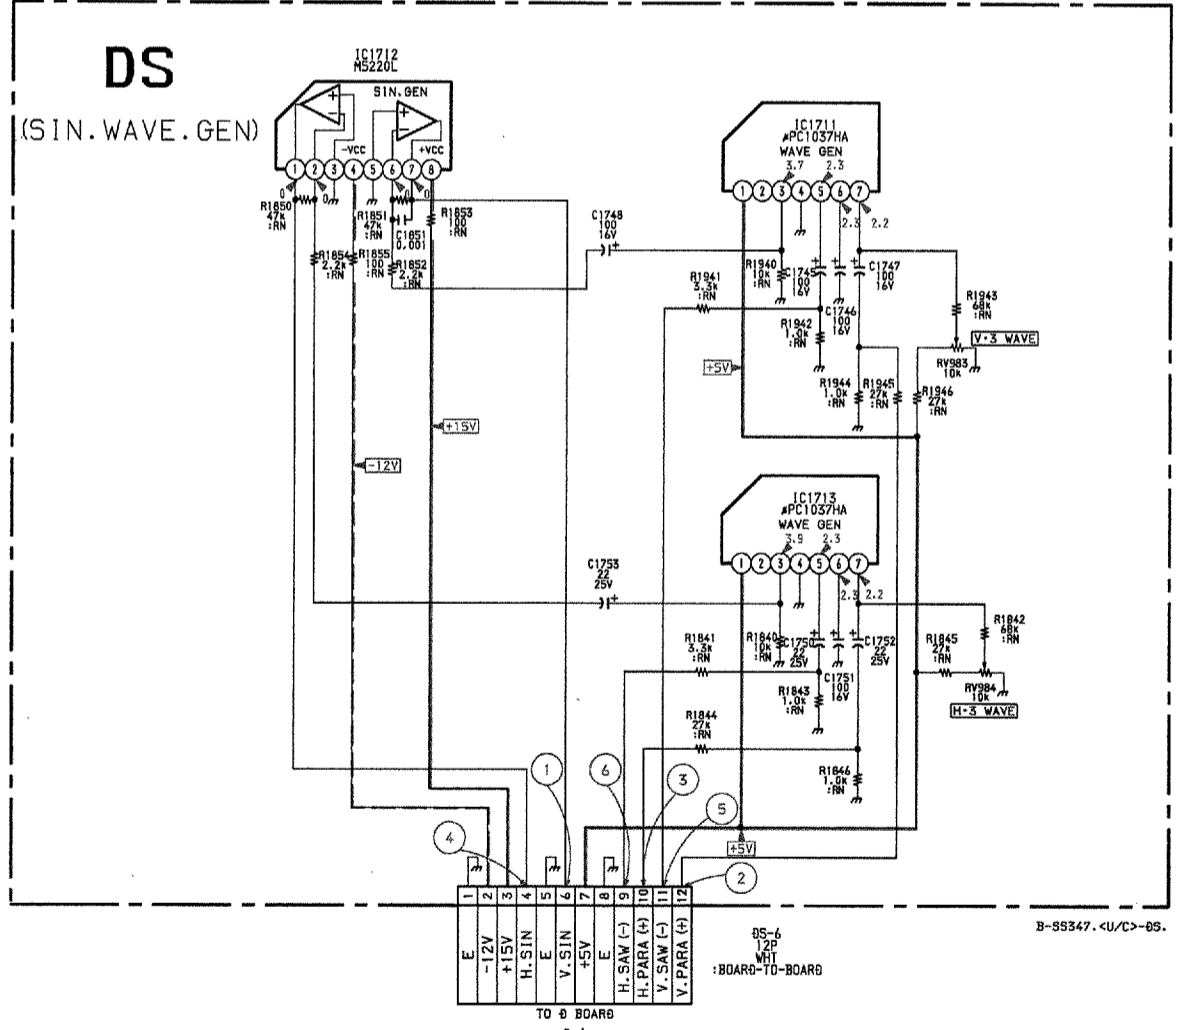 DS
(SIN.WAVE.GEN)
IC1712
M5220L
SIN.GEN
+
-
+
-
-VCC
+VCC
1 2 3 4 5 6 7 8
0
0
0
0
R1850
47k
:RN
R1854
2.2k
:RN
R1855
100
:RN
R1851
47k
:RN
C1851
0.001
R1852
2.2k
:RN
R1853
100
:RN
C1748
100
16V
+
IC1711
µPC1037HA
WAVE GEN
3.7
2.3
1 2 3 4 5 6 7
2.3
2.2
R1940
10k
:RN
R1941
3.3k
:RN
C1745
100
16V
C1746
100
16V
C1747
100
16V
R1942
1.0k
:RN
R1943
68k
:RN
V-3 WAVE
RV983
10k
+5V
R1944
1.0k
:RN
R1945
27k
:RN
R1946
27k
:RN
+15V
-12V
IC1713
µPC1037HA
WAVE GEN
3.9
2.3
1 2 3 4 5 6 7
2.3
2.2
C1753
22
25V
+
R1841
3.3k
:RN
R1840
10k
:RN
C1750
22
25V
C1751
100
16V
C1752
22
25V
R1842
68k
:RN
R1845
27k
:RN
RV984
10k
H-3 WAVE
R1843
1.0k
:RN
R1844
27k
:RN
R1846
1.0k
:RN
1
6
3
5
4
2
+5V
1 2 3 4 5 6 7 8 9 10 11 12
E
-12V
+15V
H.SIN
E
V.SIN
+5V
E
H.SAW (-)
H.PARA (+)
V.SAW (-)
V.PARA (+)
DS-6
12P
WHT
:BOARD-TO-BOARD
TO D BOARD
B-SS347.<U/C>-DS.